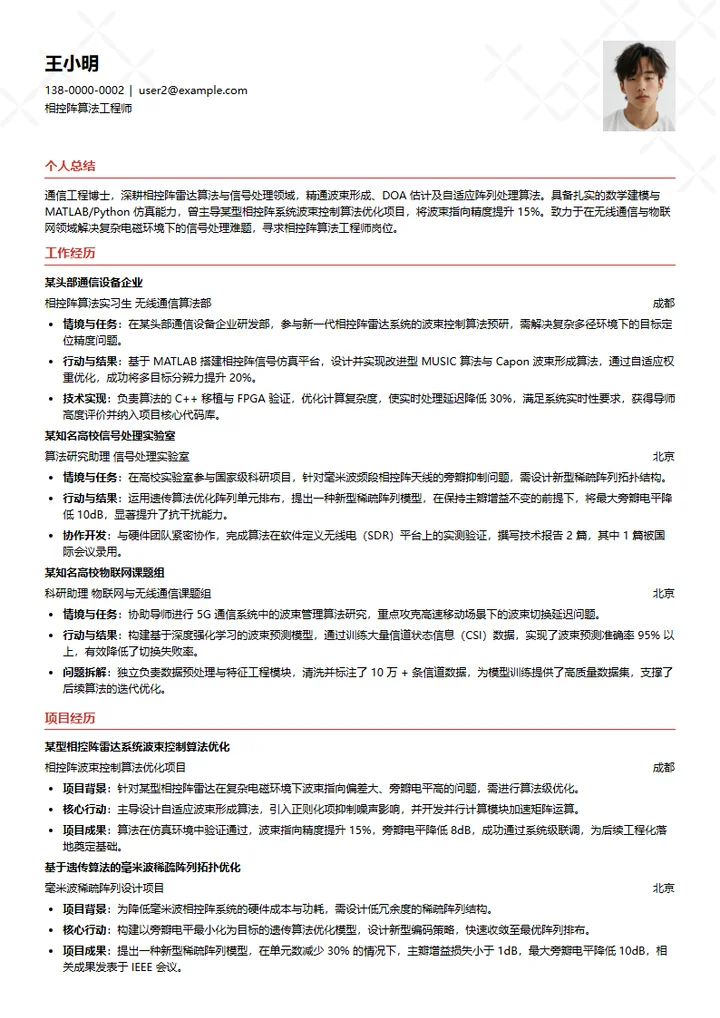 王小明
138-0000-0002 | user2@example.com
相控阵算法工程师
个人总结
通信工程博士，深耕相控阵雷达算法与信号处理领域，精通波束形成、DOA 估计及自适应阵列处理算法。具备扎实的数学建模与
MATLAB/Python 仿真能力，曾主导某型相控阵系统波束控制算法优化项目，将波束指向精度提升 15%。致力于在无线通信与物联
网领域解决复杂电磁环境下的信号处理难题，寻求相控阵算法工程师岗位。
工作经历
某头部通信设备企业
相控阵算法实习生 无线通信算法部 成都
• 情境与任务：在某头部通信设备企业研发部，参与新一代相控阵雷达系统的波束控制算法预研，需解决复杂多径环境下的目标定
位精度问题。
• 行动与结果：基于 MATLAB 搭建相控阵信号仿真平台，设计并实现改进型 MUSIC 算法与 Capon 波束形成算法，通过自适应权
重优化，成功将多目标分辨力提升 20%。
• 技术实现：负责算法的 C++ 移植与 FPGA 验证，优化计算复杂度，使实时处理延迟降低 30%，满足系统实时性要求，获得导师
高度评价并纳入项目核心代码库。
某知名高校信号处理实验室
算法研究助理 信号处理实验室 北京
• 情境与任务：在高校实验室参与国家级科研项目，针对毫米波频段相控阵天线的旁瓣抑制问题，需设计新型稀疏阵列拓扑结构。
• 行动与结果：运用遗传算法优化阵列单元排布，提出一种新型稀疏阵列模型，在保持主瓣增益不变的前提下，将最大旁瓣电平降
低 10dB，显著提升了抗干扰能力。
• 协作开发：与硬件团队紧密协作，完成算法在软件定义无线电（SDR）平台上的实测验证，撰写技术报告 2 篇，其中 1 篇被国
际会议录用。
某知名高校物联网课题组
科研助理 物联网与无线通信课题组 北京
• 情境与任务：协助导师进行 5G 通信系统中的波束管理算法研究，重点攻克高速移动场景下的波束切换延迟问题。
• 行动与结果：构建基于深度强化学习的波束预测模型，通过训练大量信道状态信息（CSI）数据，实现了波束预测准确率 95% 以
上，有效降低了切换失败率。
• 问题拆解：独立负责数据预处理与特征工程模块，清洗并标注了 10 万 + 条信道数据，为模型训练提供了高质量数据集，支撑了
后续算法的迭代优化。
项目经历
某型相控阵雷达系统波束控制算法优化
相控阵波束控制算法优化项目 成都
• 项目背景：针对某型相控阵雷达在复杂电磁环境下波束指向偏差大、旁瓣电平高的问题，需进行算法级优化。
• 核心行动：主导设计自适应波束形成算法，引入正则化项抑制噪声影响，并开发并行计算模块加速矩阵运算。
• 项目成果：算法在仿真环境中验证通过，波束指向精度提升 15%，旁瓣电平降低 8dB，成功通过系统级联调，为后续工程化落
地奠定基础。
基于遗传算法的毫米波稀疏阵列拓扑优化
毫米波稀疏阵列设计项目 北京
• 项目背景：为降低毫米波相控阵系统的硬件成本与功耗，需设计低冗余度的稀疏阵列结构。
• 核心行动：构建以旁瓣电平最小化为目标的遗传算法优化模型，设计新型编码策略，快速收敛至最优阵列排布。
• 项目成果：提出一种新型稀疏阵列模型，在单元数减少 30% 的情况下，主瓣增益损失小于 1dB，最大旁瓣电平降低 10dB，相
关成果发表于 IEEE 会议。